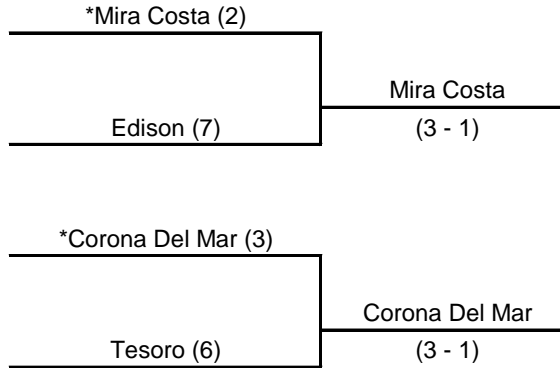 *Mira Costa (2)
Mira Costa
Edison (7)
(3 - 1)
*Corona Del Mar (3)
Corona Del Mar
Tesoro (6)
(3 - 1)